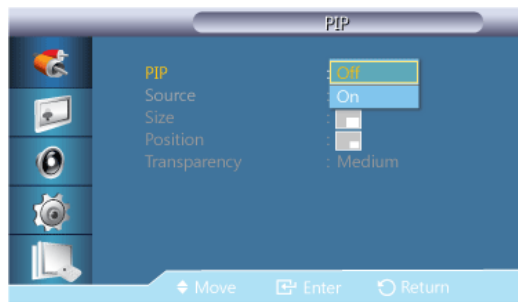 PIP
PIP : Off
Source : On
Size :
Position :
Transparency : Medium
Move Enter Return